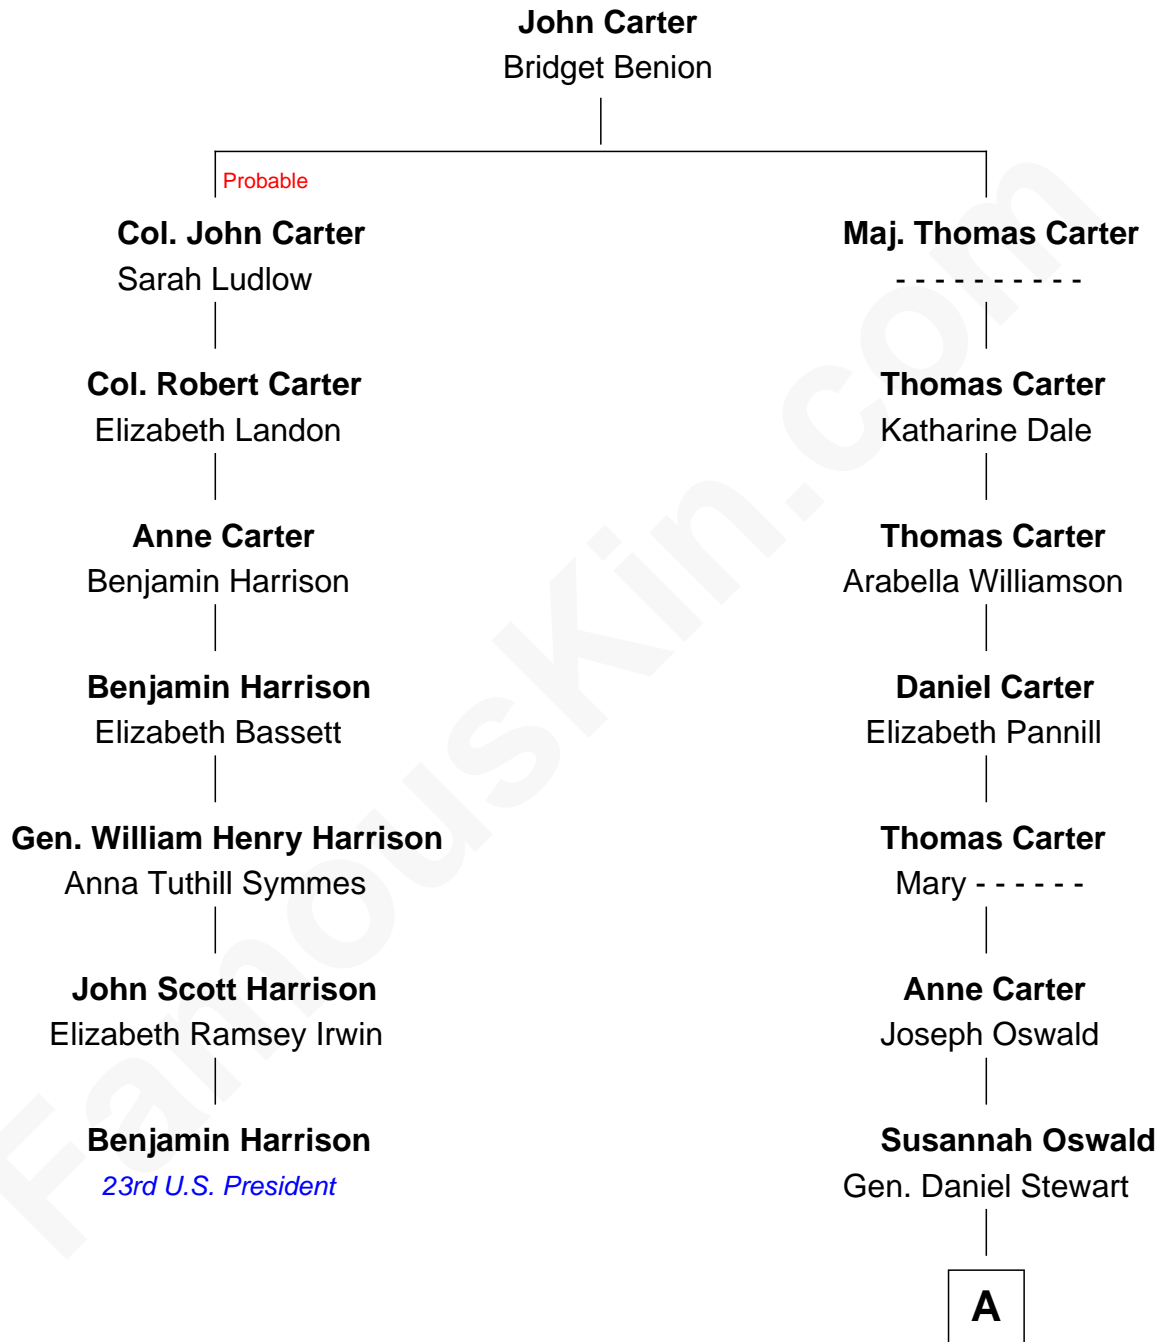 John Carter
Bridget Benion
Probable
Col. John Carter
Sarah Ludlow
Maj. Thomas Carter
- - - - - - - - - -
Col. Robert Carter
Elizabeth Landon
Thomas Carter
Katharine Dale
Anne Carter
Benjamin Harrison
Thomas Carter
Arabella Williamson
Benjamin Harrison
Elizabeth Bassett
Daniel Carter
Elizabeth Pannill
Gen. William Henry Harrison
Anna Tuthill Symmes
Thomas Carter
Mary - - - - - -
John Scott Harrison
Elizabeth Ramsey Irwin
Anne Carter
Joseph Oswald
Benjamin Harrison
23rd U.S. President
Susannah Oswald
Gen. Daniel Stewart
A
FamousKin.com